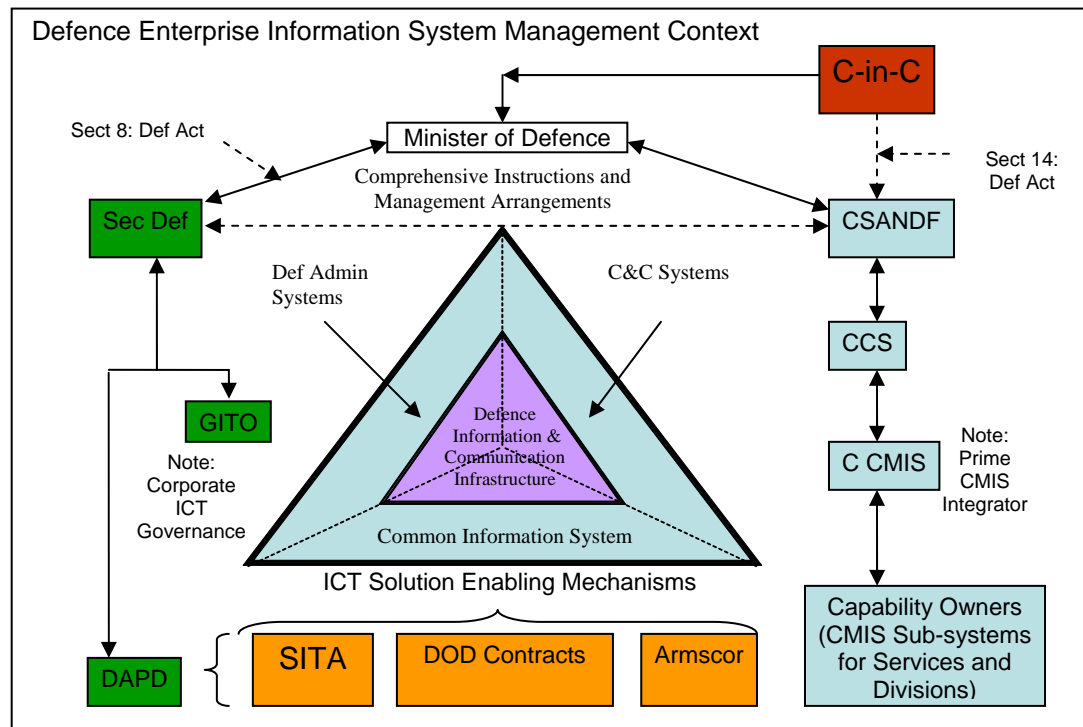 Defence Enterprise Information System Management Context
C-in-C
Sect 8: Def Act
Minister of Defence
Sect 14:
Def Act
Comprehensive Instructions and
Management Arrangements
Sec Def
CSANDF
Def Admin
Systems
C&C Systems
CCS
GITO
Note:
Corporate
ICT
Governance
Defence
Information &
Communication
Infrastructure
C CMIS
Note:
Prime
CMIS
Integrator
Common Information System
ICT Solution Enabling Mechanisms
Capability Owners
(CMIS Sub-systems
for Services and
Divisions)
DAPD
SITA
DOD Contracts
Armscor